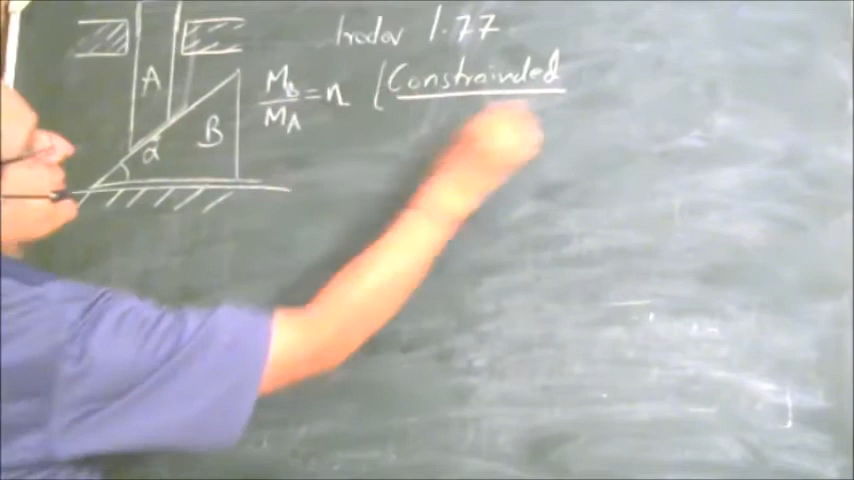 Irodov 1.77
M_B/M_A = n (Constrainded
A
B
α